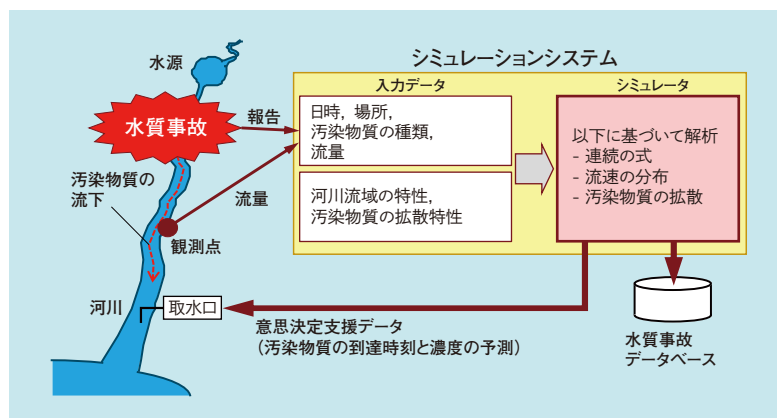 シミュレーションシステム
水源
入力データ
シミュレータ
水質事故
報告
日時，場所，
汚染物質の種類，
流量
以下に基づいて解析
- 連続の式
- 流速の分布
- 汚染物質の拡散
汚染物質の
流下
流量
河川流域の特性，
汚染物質の拡散特性
観測点
河川
取水口
意思決定支援データ
（汚染物質の到達時刻と濃度の予測）
水質事故
データベース